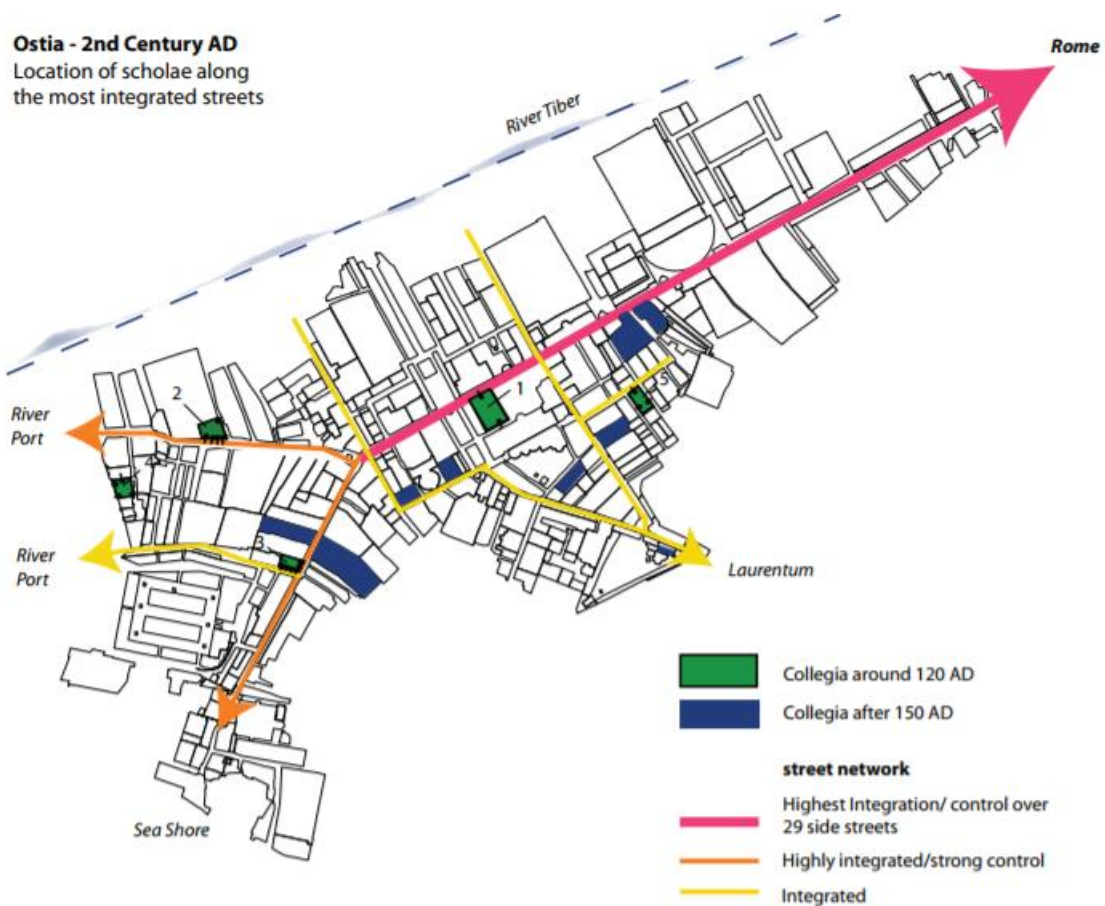 Ostia - 2nd Century AD
Location of scholae along
the most integrated streets
Rome
River Tiber
2
1
5
River
Port
River
Port
3
Laurentum
Sea Shore
Collegia around 120 AD
Collegia after 150 AD
street network
Highest Integration/ control over
29 side streets
Highly integrated/strong control
Integrated